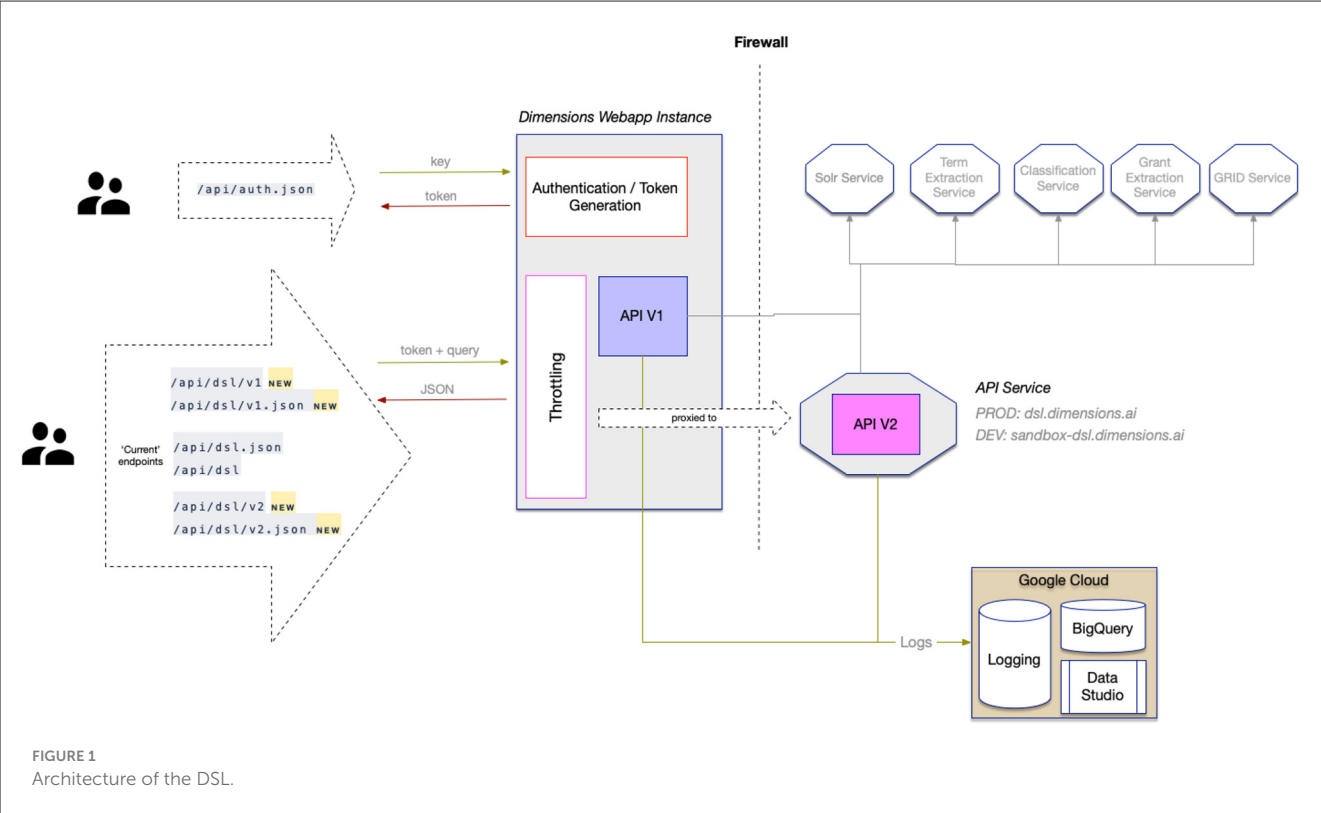 Firewall
Dimensions Webapp Instance
/api/auth.json
key
token
Authentication / Token
Generation
Solr Service
Term
Extraction
Service
Classification
Service
Grant
Extraction
Service
GRID Service
API V1
Throttling
token + query
JSON
/api/dsl/v1 NEW
/api/dsl/v1.json NEW
'Current'
endpoints
/api/dsl.json
/api/dsl
/api/dsl/v2 NEW
/api/dsl/v2.json NEW
proxied to
API V2
API Service
PROD: dsl.dimensions.ai
DEV: sandbox-dsl.dimensions.ai
Logs
Google Cloud
Logging
BigQuery
Data
Studio
FIGURE 1
Architecture of the DSL.